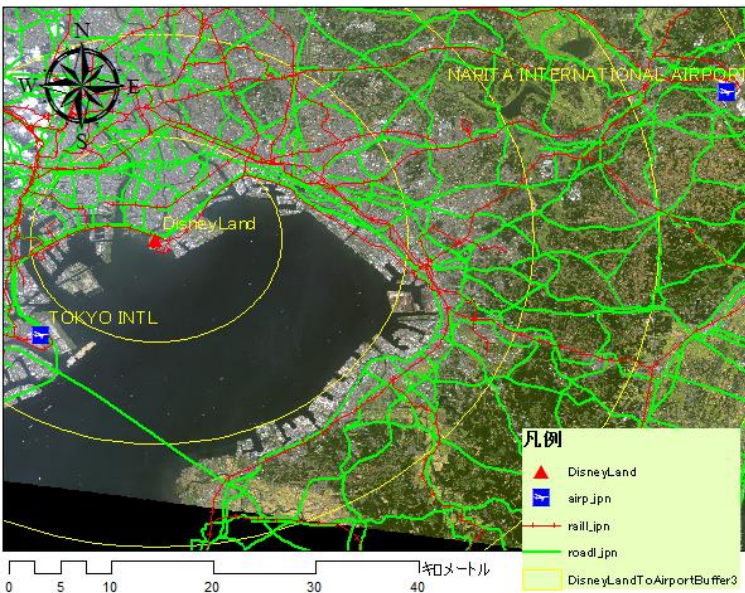 N
W E
S
NARITA INTERNATIONAL AIRPORT
DisneyLand
TOKYO INTL
凡例
DisneyLand
airp_jpn
raill_jpn
roadl_jpn
DisneyLandToAirportBuffer3
キロメートル
0 5 10 20 30 40